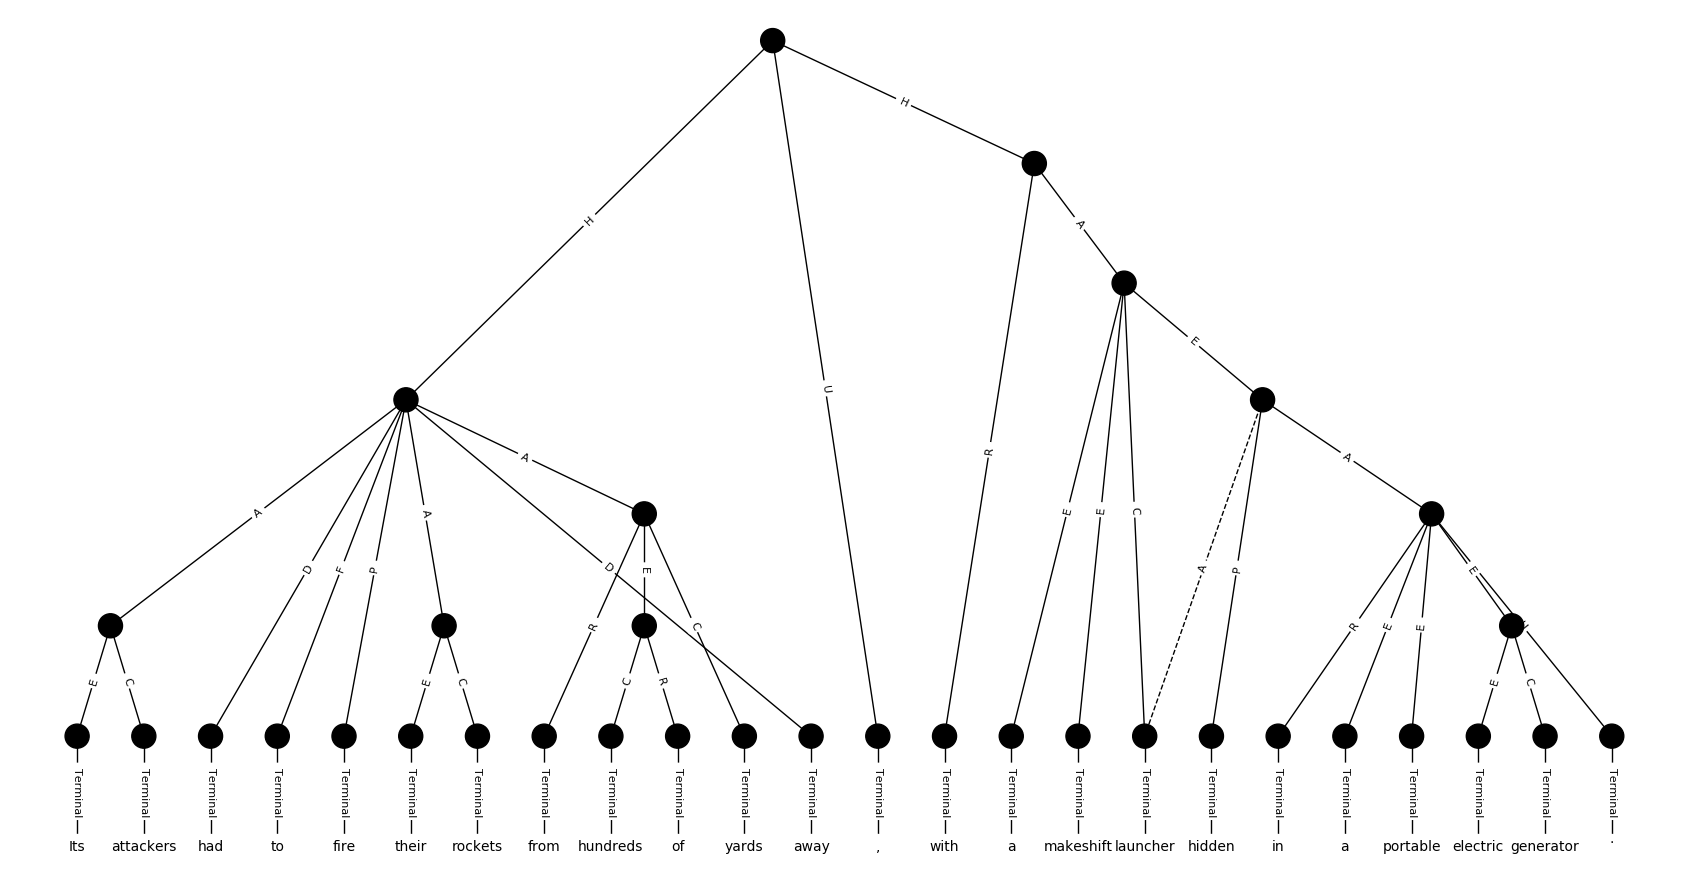 H
A
H
E
U
A
R
A
A
A
E
E
C
D
F
P
D
E
A
P
E
R
C
R
E
E
U
E
C
E
C
C
R
E
C
Terminal Terminal Terminal Terminal Terminal Terminal Terminal Terminal Terminal Terminal Terminal Terminal Terminal Terminal Terminal Terminal Terminal Terminal Terminal Terminal Terminal Terminal Terminal Terminal
Its attackers had to fire their rockets from hundreds of yards away , with a makeshift launcher hidden in a portable electric generator .